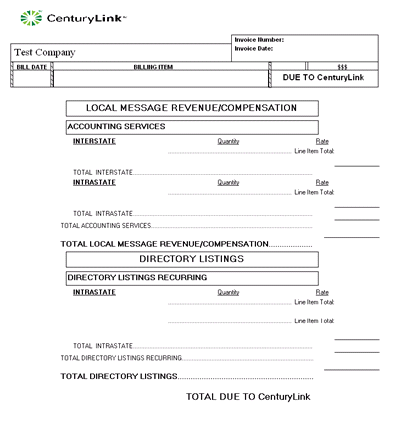 CenturyLink™
Invoice Number:
Test Company
Invoice Date:
BILL DATE BILLING ITEM $$$
DUE TO CenturyLink
LOCAL MESSAGE REVENUE/COMPENSATION
ACCOUNTING SERVICES
INTERSTATE Quantity Rate
Line Item Total:
TOTAL INTERSTATE
INTRASTATE Quantity Rate
Line Item Total:
TOTAL INTRASTATE
TOTAL ACCOUNTING SERVICES
TOTAL LOCAL MESSAGE REVENUE/COMPENSATION
DIRECTORY LISTINGS
DIRECTORY LISTINGS RECURRING
INTRASTATE Quantity Rate
Line Item Total:
Line Item Total:
TOTAL INTRASTATE
TOTAL DIRECTORY LISTINGS RECURRING
TOTAL DIRECTORY LISTINGS
TOTAL DUE TO CenturyLink